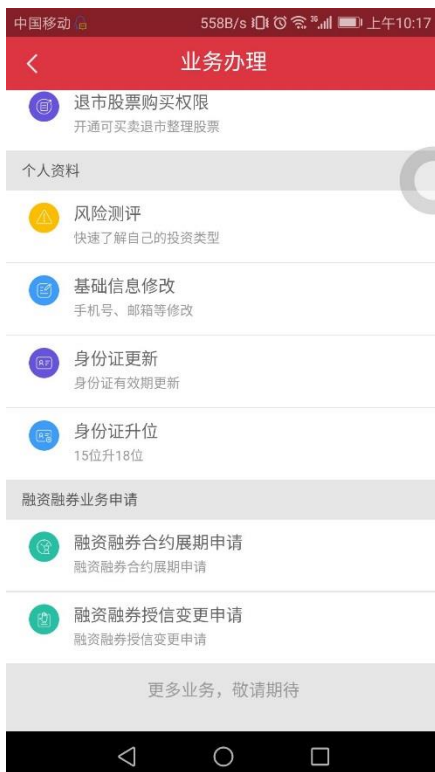 中国移动 558B/s 上午10:17
业务办理
退市股票购买权限
开通可买卖退市整理股票
个人资料
风险测评
快速了解自己的投资类型
基础信息修改
手机号、邮箱等修改
身份证更新
身份证有效期更新
身份证升位
15位升18位
融资融券业务申请
融资融券合约展期申请
融资融券合约展期申请
融资融券授信变更申请
融资融券授信变更申请
更多业务，敬请期待